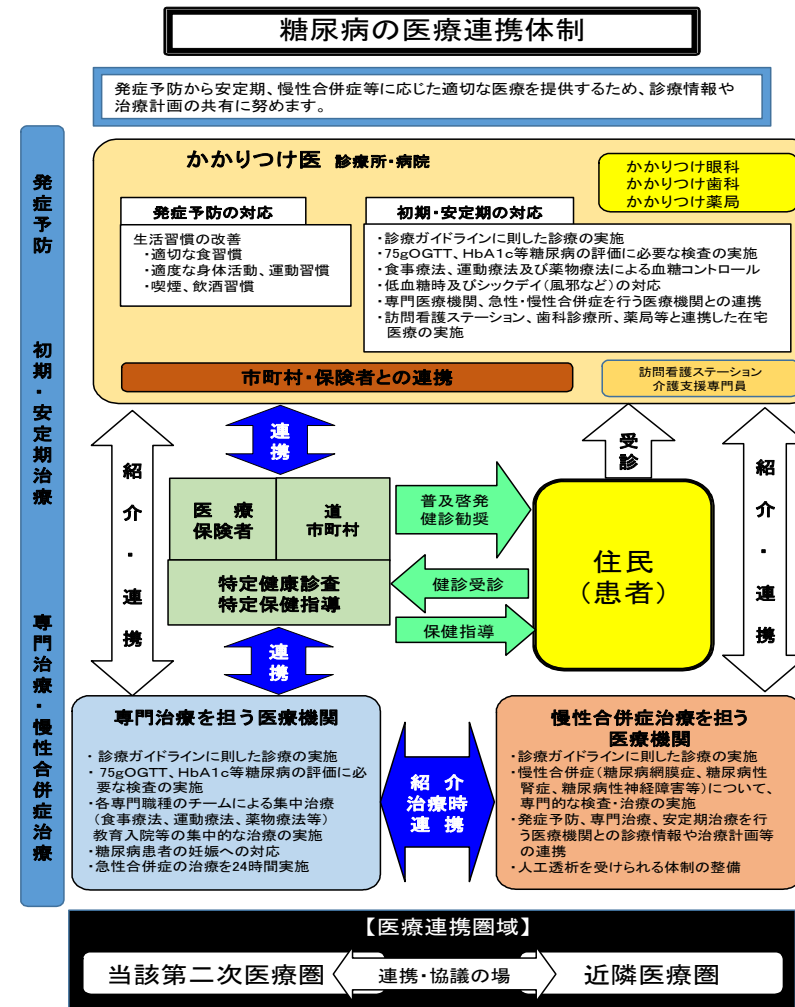 糖尿病の医療連携体制
発症予防から安定期、慢性合併症等に応じた適切な医療を提供するため、診療情報や
治療計画の共有に努めます。
発症予防
初期・安定期治療
専門治療・慢性合併症治療
かかりつけ医 診療所・病院
かかりつけ眼科
かかりつけ歯科
かかりつけ薬局
発症予防の対応
生活習慣の改善
・適切な食習慣
・適度な身体活動、運動習慣
・喫煙、飲酒習慣
初期・安定期の対応
・診療ガイドラインに則した診療の実施
・75gOGTT、HbA1c等糖尿病の評価に必要な検査の実施
・食事療法、運動療法及び薬物療法による血糖コントロール
・低血糖時及びシックデイ(風邪など)の対応
・専門医療機関、急性・慢性合併症を行う医療機関との連携
・訪問看護ステーション、歯科診療所、薬局等と連携した在宅
医療の実施
市町村・保険者との連携
訪問看護ステーション
介護支援専門員
紹介・連携
連携
受診
紹介・連携
医療
保険者
道
市町村
特定健康診査
特定保健指導
普及啓発
健診勧奨
健診受診
保健指導
住民
(患者)
連携
専門治療を担う医療機関
・診療ガイドラインに則した診療の実施
・75gOGTT、HbA1c等糖尿病の評価に必
要な検査の実施
・各専門職種のチームによる集中治療
(食事療法、運動療法、薬物療法等)
教育入院等の集中的な治療の実施
・糖尿病患者の妊娠への対応
・急性合併症の治療を24時間実施
紹介
治療時
連携
慢性合併症治療を担う
医療機関
・診療ガイドラインに則した診療の実施
・慢性合併症(糖尿病網膜症、糖尿病性
腎症、糖尿病性神経障害等)について、
専門的な検査・治療の実施
・発症予防、専門治療、安定期治療を行
う医療機関との診療情報や治療計画等
の連携
・人工透析を受けられる体制の整備
【医療連携圏域】
当該第二次医療圏
連携・協議の場
近隣医療圏